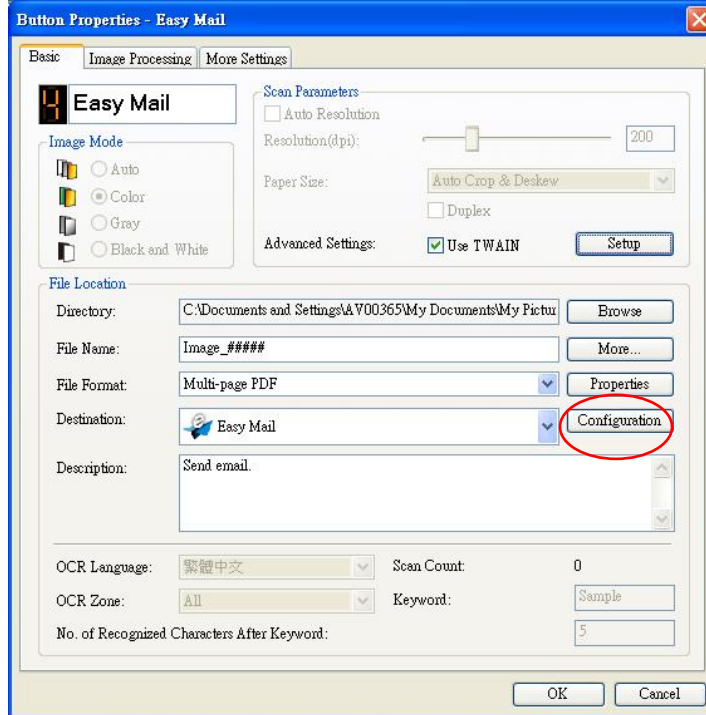 Button Properties - Easy Mail
Basic Image Processing More Settings
4 Easy Mail
Image Mode
Auto
Color
Gray
Black and White
Scan Parameters
Auto Resolution
Resolution(dpi): 200
Paper Size: Auto Crop & Deskew
Duplex
Advanced Settings: Use TWAIN Setup
File Location
Directory: C:\Documents and Settings\AV00365\My Documents\My Pictur Browse
File Name: Image_##### More...
File Format: Multi-page PDF Properties
Destination: Easy Mail Configuration
Description: Send email.
OCR Language: 繁體中文 Scan Count: 0
OCR Zone: All Keyword: Sample
No. of Recognized Characters After Keyword: 5
OK Cancel